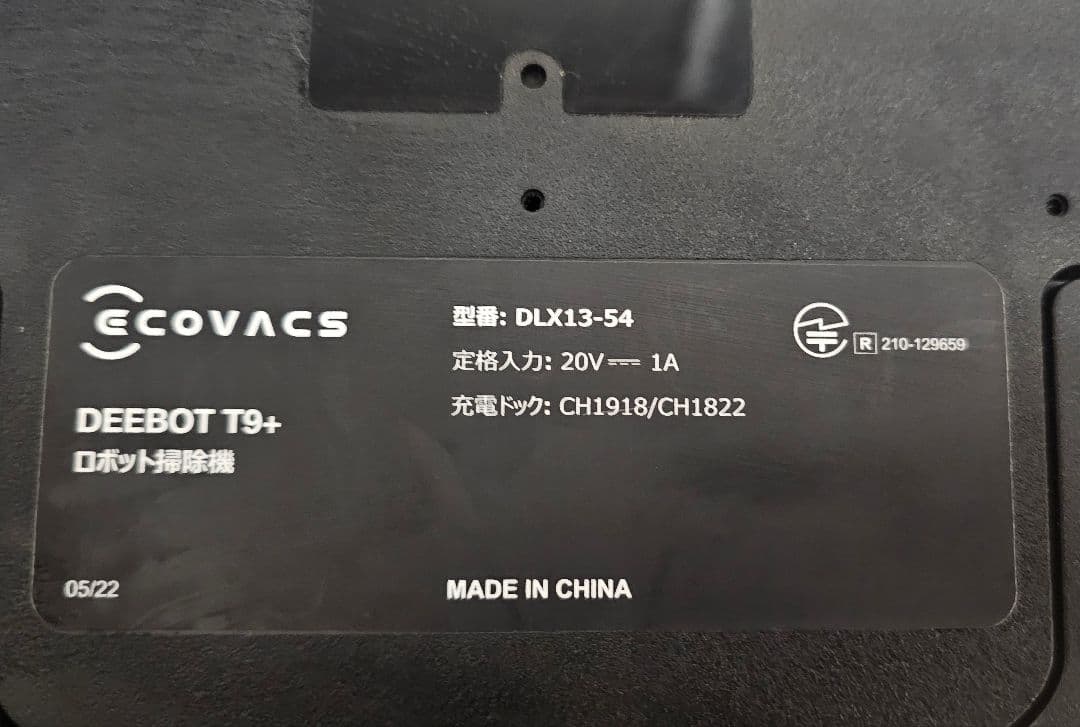 ECOVACS
DEEBOT T9+
ロボット掃除機
05/22
型番: DLX13-54
定格入力: 20V⎓ 1A
充電ドック: CH1918/CH1822
MADE IN CHINA
R 210-129659